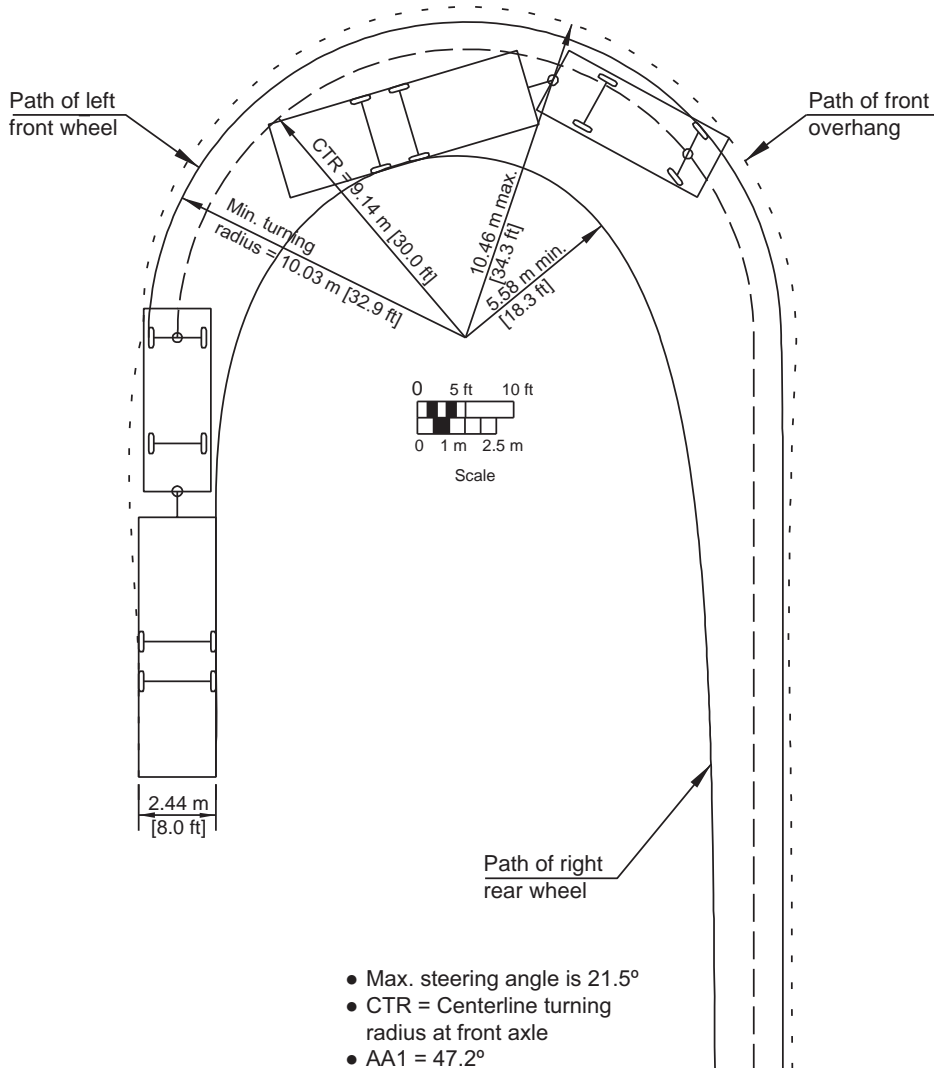 Path of left
front wheel
Path of front
overhang
CTR = 9.14 m [30.0 ft]
Min. turning
radius = 10.03 m [32.9 ft]
10.46 m max.
[34.3 ft]
5.58 m min.
[18.3 ft]
0 5 ft 10 ft
0 1 m 2.5 m
Scale
2.44 m
[8.0 ft]
Path of right
rear wheel
● Max. steering angle is 21.5º
● CTR = Centerline turning
radius at front axle
● AA1 = 47.2º